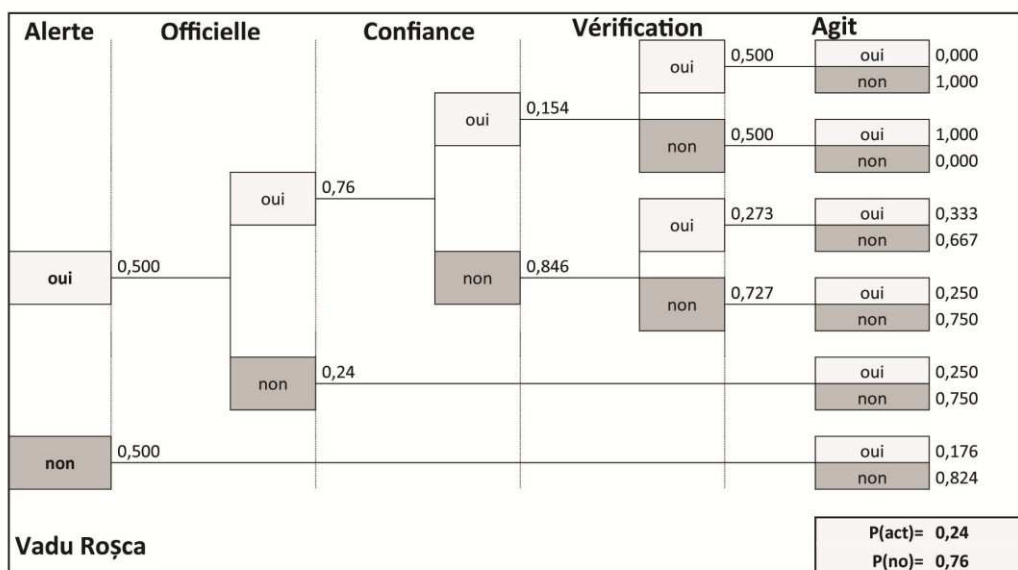 Alerte Officielle Confiance Vérification Agit
oui 0,500 oui 0,000
non 1,000
oui 0,154
non 0,500 oui 1,000
non 0,000
oui 0,76
oui 0,273 oui 0,333
non 0,667
oui 0,500
non 0,846
non 0,727 oui 0,250
non 0,750
non 0,24 oui 0,250
non 0,750
non 0,500 oui 0,176
non 0,824
Vadu Roșca
P(act)= 0,24
P(no)= 0,76